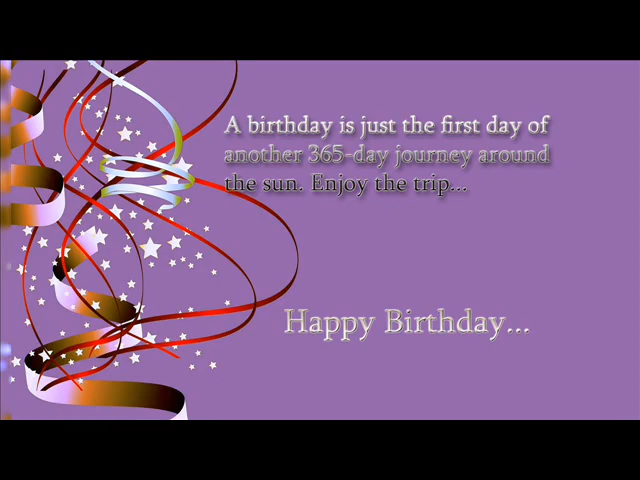 A birthday is just the first day of
another 365-day journey around
the sun. Enjoy the trip...
Happy Birthday...